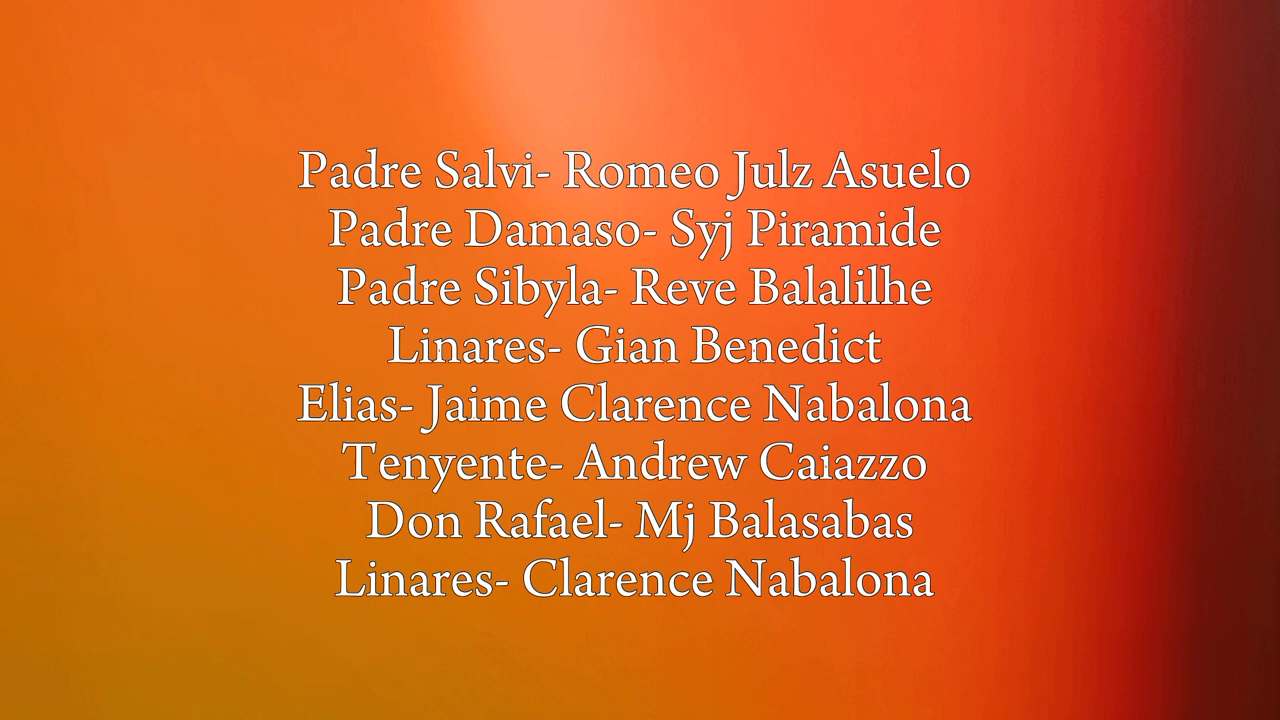 Padre Salvi- Romeo Julz Asuelo
Padre Damaso- Syj Piramide
Padre Sibyla- Reve Balalilhe
Linares- Gian Benedict
Elias- Jaime Clarence Nabalona
Tenyente- Andrew Caiazzo
Don Rafael- Mj Balasabas
Linares- Clarence Nabalona